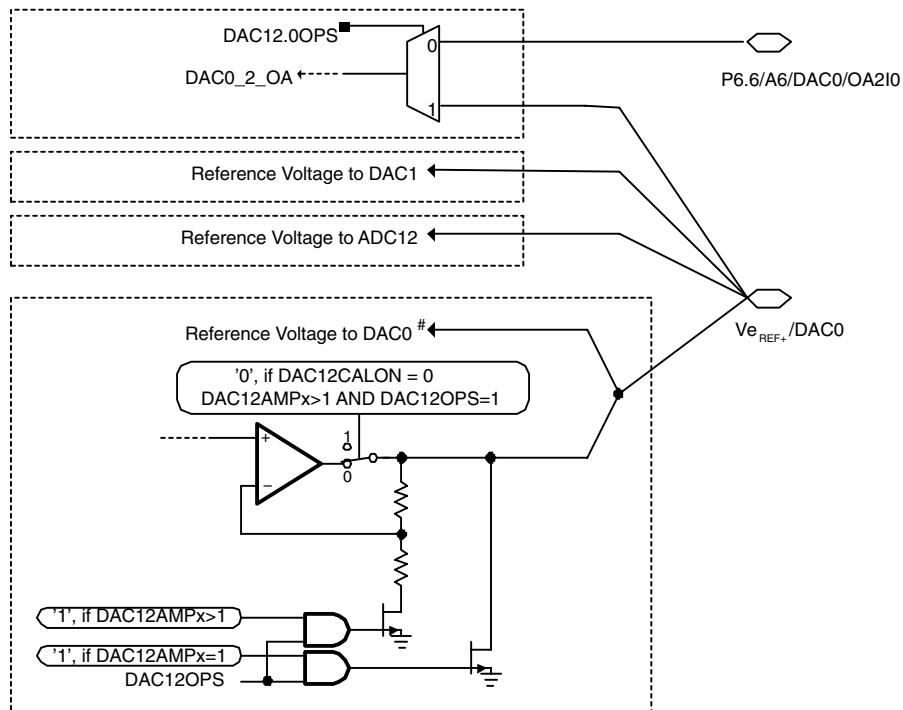 DAC12.0OPS
0
DAC0_2_OA
P6.6/A6/DAC0/OA2I0
1
Reference Voltage to DAC1
Reference Voltage to ADC12
Reference Voltage to DAC0 #
Ve REF+ /DAC0
'0', if DAC12CALON = 0
DAC12AMPx>1 AND DAC12OPS=1
1
+
0
−
'1', if DAC12AMPx>1
'1', if DAC12AMPx=1
DAC12OPS